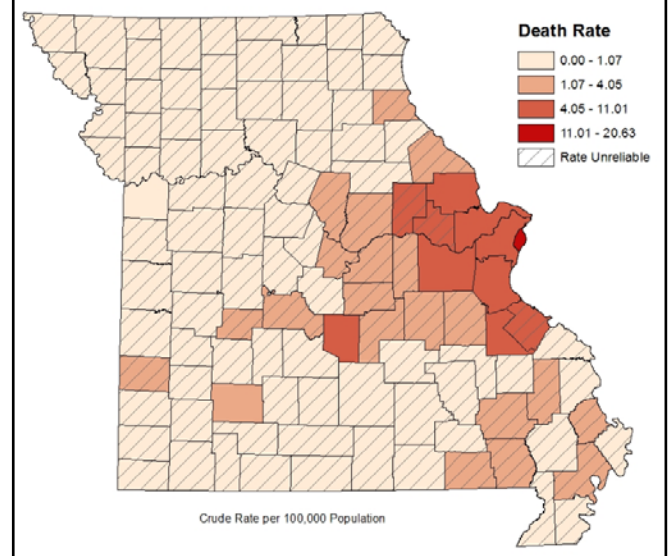 Death Rate
0.00 - 1.07
1.07 - 4.05
4.05 - 11.01
11.01 - 20.63
Rate Unreliable
Crude Rate per 100,000 Population